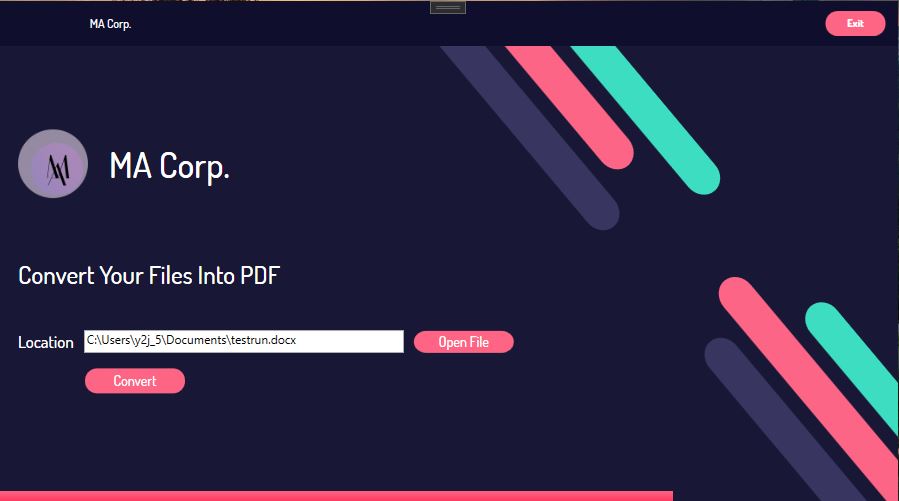 MA Corp.
Exit
MA
MA Corp.
Convert Your Files Into PDF
Location C:\Users\y2j_5\Documents\testrun.docx Open File
Convert